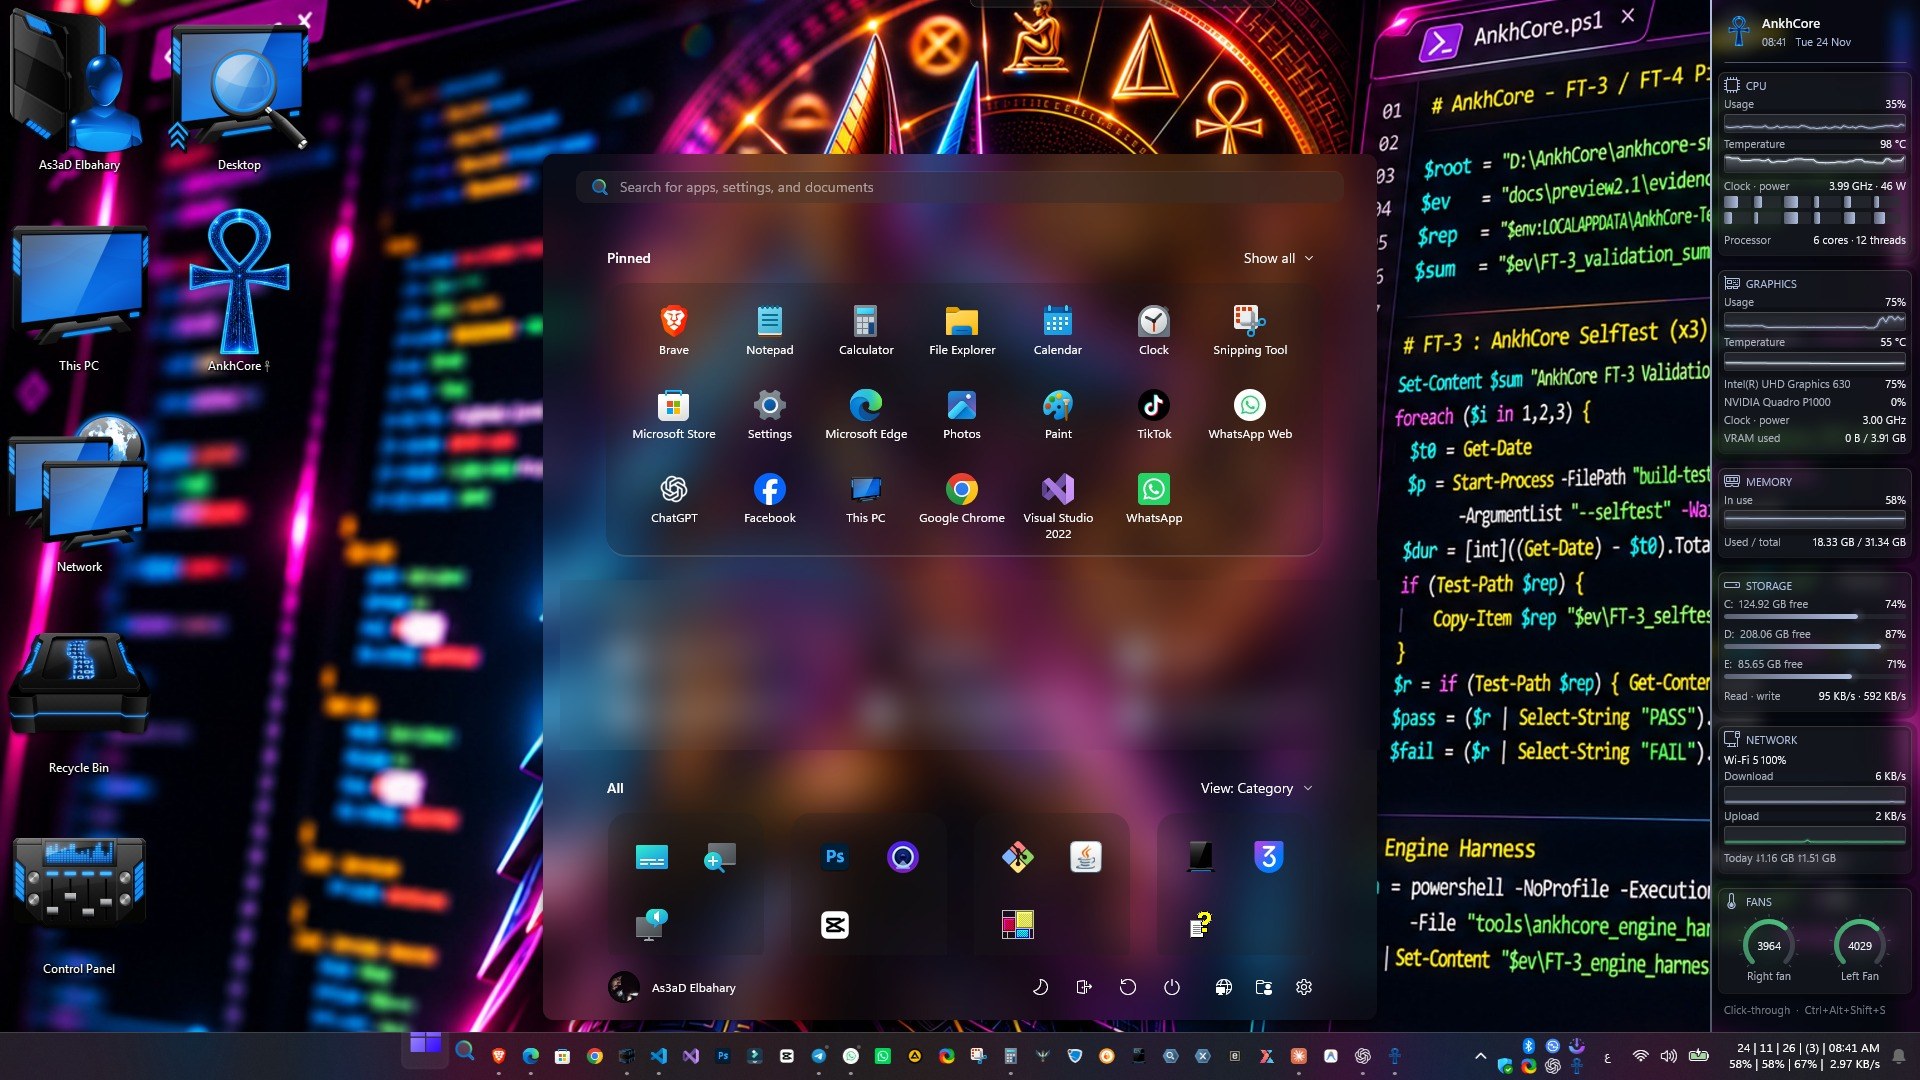 As3aD Elbahary
Desktop
This PC
AnkhCore ☥
Network
Recycle Bin
Control Panel
Search for apps, settings, and documents
Pinned
Show all
Brave
Notepad
Calculator
File Explorer
Calendar
Clock
Snipping Tool
Microsoft Store
Settings
Microsoft Edge
Photos
Paint
TikTok
WhatsApp Web
ChatGPT
Facebook
This PC
Google Chrome
Visual Studio
2022
WhatsApp
All
View: Category
Ps
As3aD Elbahary
AnkhCore.ps1
01
# AnkhCore - FT-3 / FT-4 P
02
03
$root = "D:\AnkhCore\ankhcore-s
04
$ev = "docs\preview2.1\evidenc
$rep = "$env:LOCALAPPDATA\AnkhCore-Te
$sum = "$ev\FT-3_validation_sum
# FT-3 : AnkhCore SelfTest (x3)
Set-Content $sum "AnkhCore FT-3 Validatio
foreach ($i in 1,2,3) {
$t0 = Get-Date
$p = Start-Process -FilePath "build-test
-ArgumentList "--selftest" -Wai
$dur = [int]((Get-Date) - $t0).Tota
if (Test-Path $rep) {
Copy-Item $rep "$ev\FT-3_selftes
}
$r = if (Test-Path $rep) { Get-Conten
$pass = ($r | Select-String "PASS").
$fail = ($r | Select-String "FAIL").
Engine Harness
= powershell -NoProfile -Execution
-File "tools\ankhcore_engine_har
| Set-Content "$ev\FT-3_engine_harnes
AnkhCore
08:41 Tue 24 Nov
CPU
Usage 35%
Temperature 98 °C
Clock · power 3.99 GHz · 46 W
Processor 6 cores · 12 threads
GRAPHICS
Usage 75%
Temperature 55 °C
Intel(R) UHD Graphics 630 75%
NVIDIA Quadro P1000 0%
Clock · power 3.00 GHz
VRAM used 0 B / 3.91 GB
MEMORY
In use 58%
Used / total 18.33 GB / 31.34 GB
STORAGE
C: 124.92 GB free 74%
D: 208.06 GB free 87%
E: 85.65 GB free 71%
Read · write 95 KB/s · 592 KB/s
NETWORK
Wi-Fi 5 100%
Download 6 KB/s
Upload 2 KB/s
Today ↓1.16 GB ↑1.51 GB
FANS
3964 4029
Right fan Left Fan
Click-through · Ctrl+Alt+Shift+S
Ps
ع
24 | 11 | 26 | (3) | 08:41 AM
58% | 58% | 67% | 2.97 KB/s